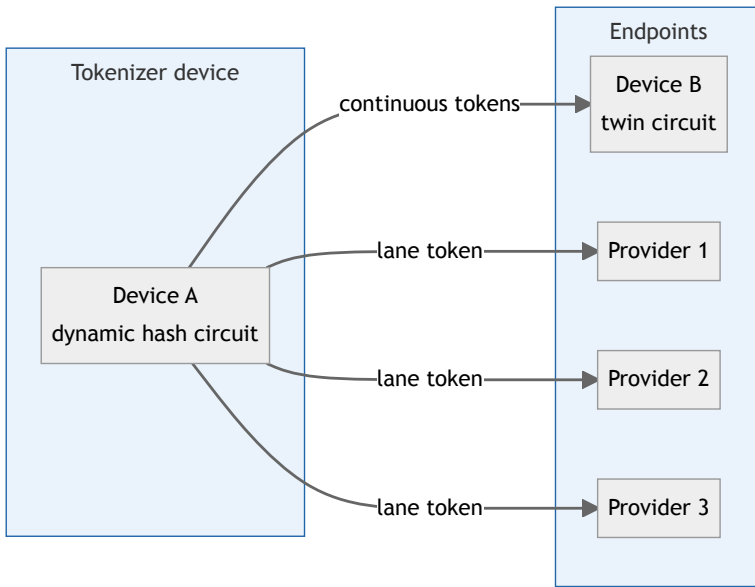 Tokenizer device
Device A
dynamic hash circuit
continuous tokens
lane token
lane token
lane token
Endpoints
Device B
twin circuit
Provider 1
Provider 2
Provider 3